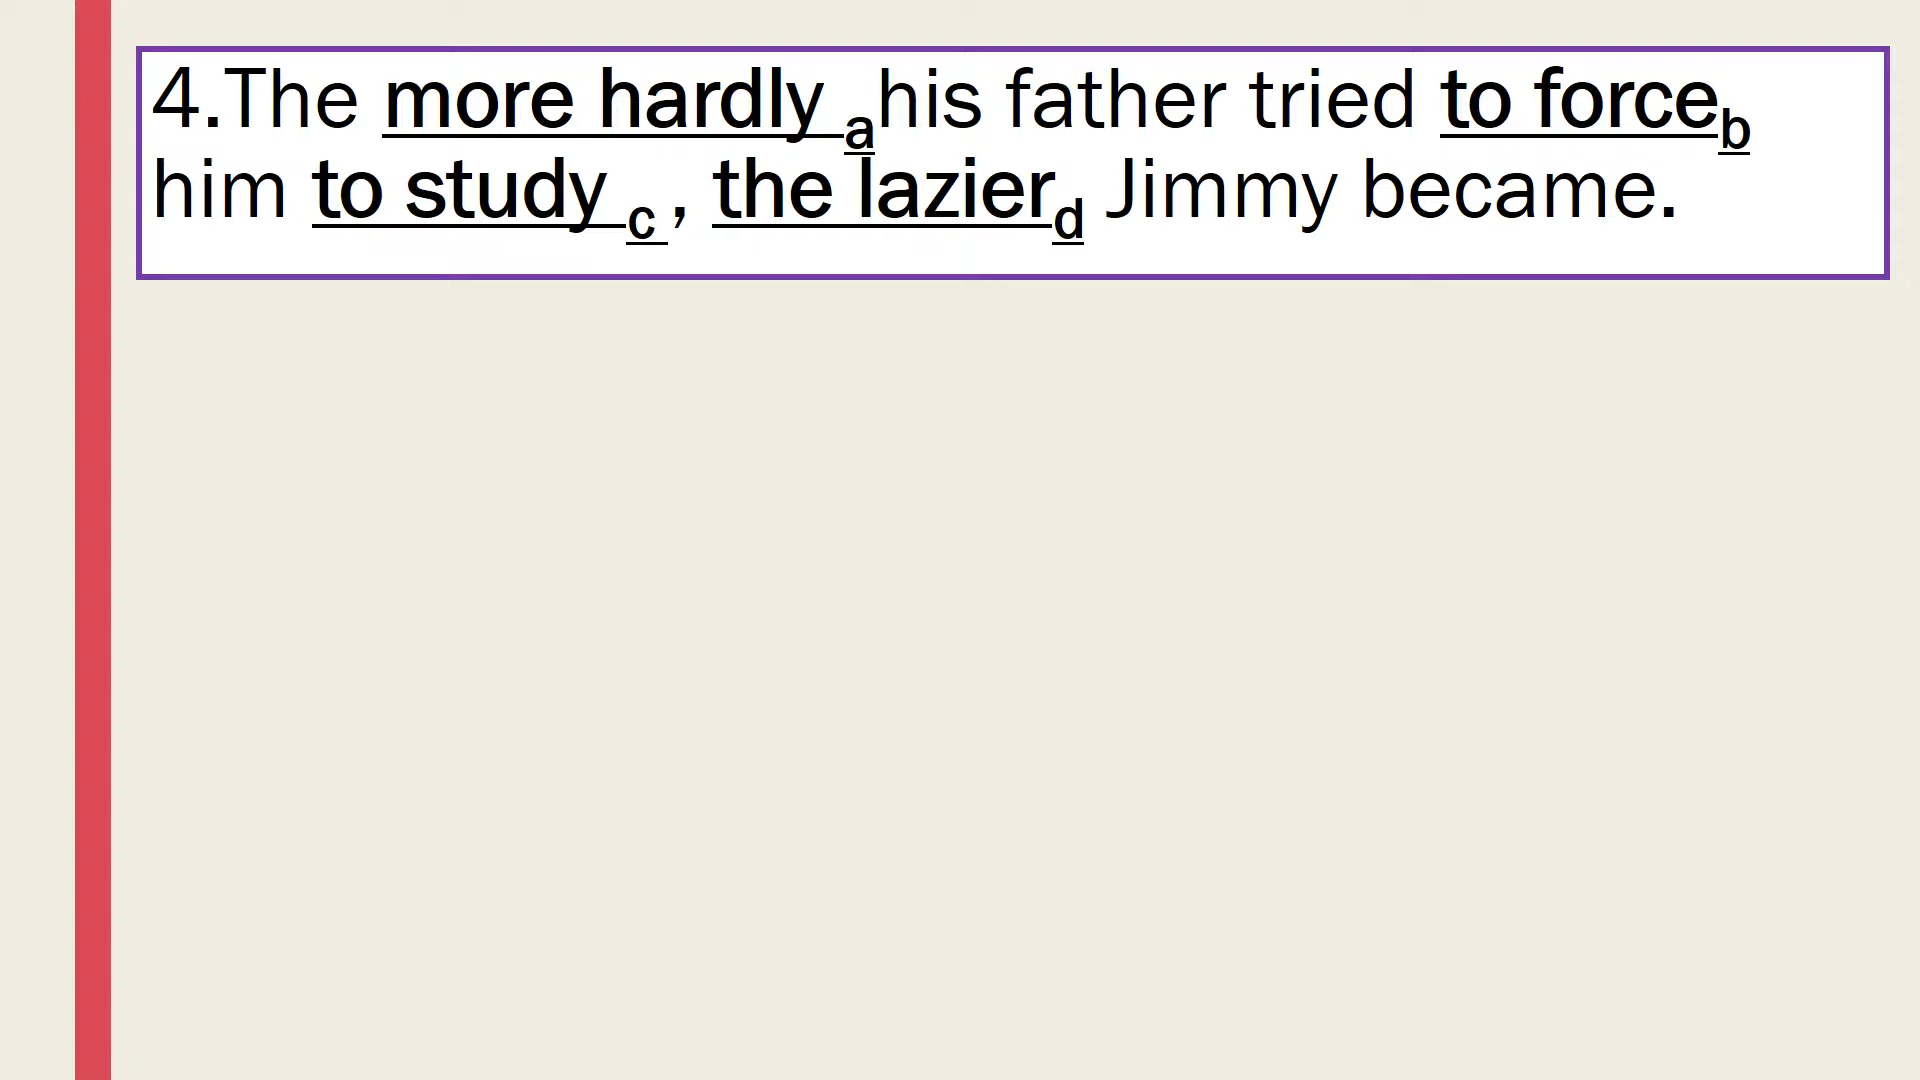 4.The more hardly a his father tried to force b
him to study c , the lazier d Jimmy became.